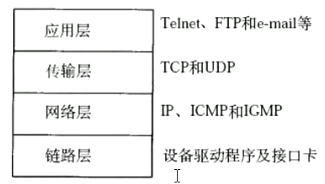 应用层 Telnet、FTP和e-mail等
传输层 TCP和UDP
网络层 IP、ICMP和IGMP
链路层 设备驱动程序及接口卡